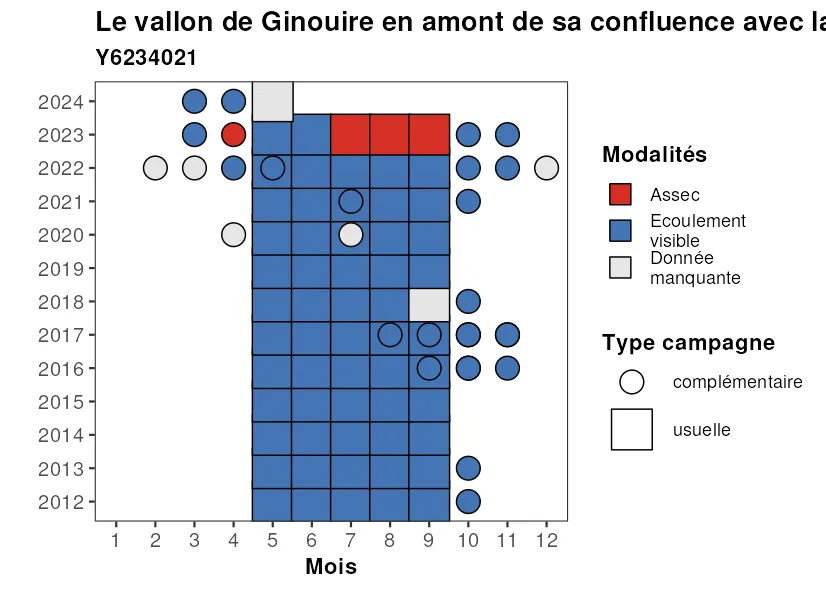 Le vallon de Ginouire en amont de sa confluence avec
Y6234021
2024
2023
2022
2021
2020
2019
2018
2017
2016
2015
2014
2013
2012
1 2 3 4 5 6 7 8 9 10 11 12
Mois
Modalités
Assec
Ecoulement
visible
Donnée
manquante
Type campagne
complémentaire
usuelle